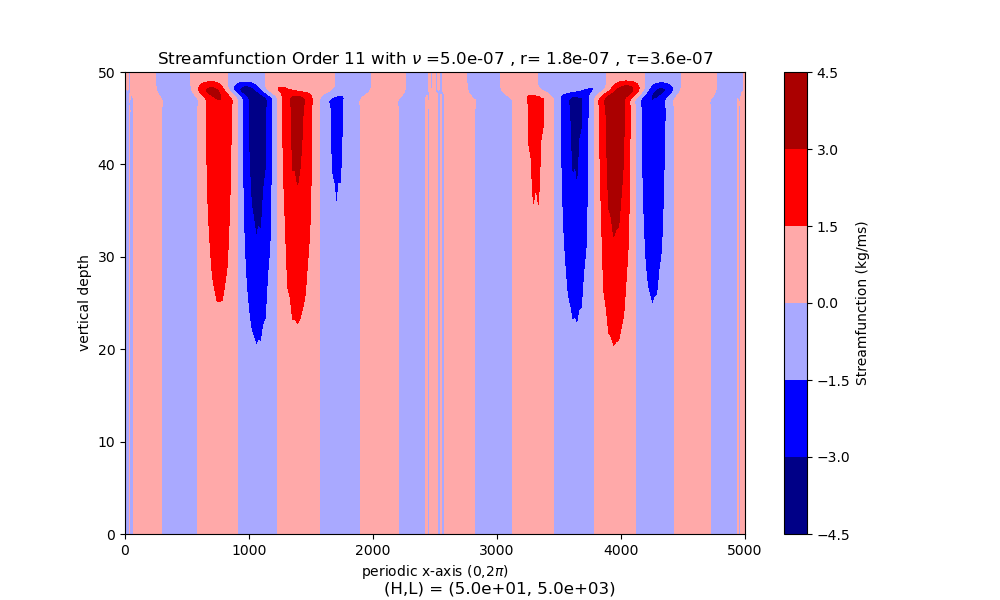 Streamfunction Order 11 with ν =5.0e-07 , r= 1.8e-07 , τ=3.6e-07
50
40
30
20
10
0
vertical depth
0 1000 2000 3000 4000 5000
periodic x-axis (0,2π)
(H,L) = (5.0e+01, 5.0e+03)
4.5
3.0
1.5
0.0
−1.5
−3.0
−4.5
Streamfunction (kg/ms)